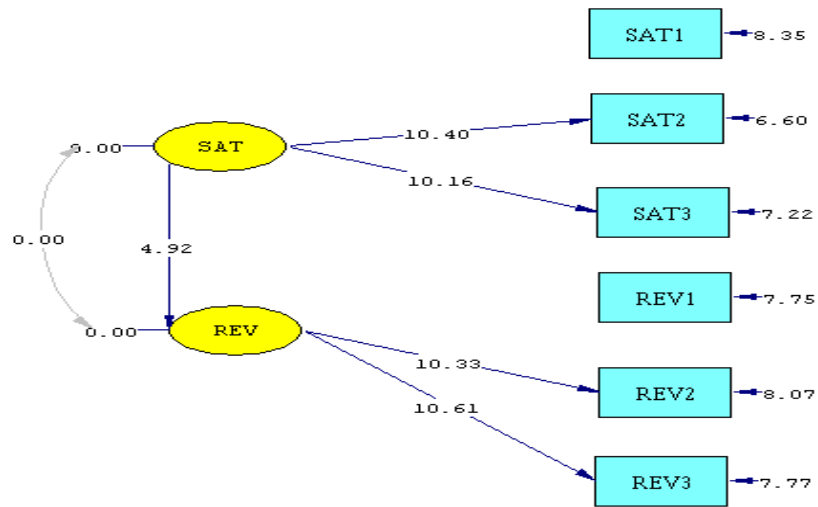 SAT1
8.35
SAT2
6.60
10.40
0.00
SAT
10.16
SAT3
7.22
0.00
4.92
REV1
7.75
0.00
REV
10.33
REV2
8.07
10.61
REV3
7.77